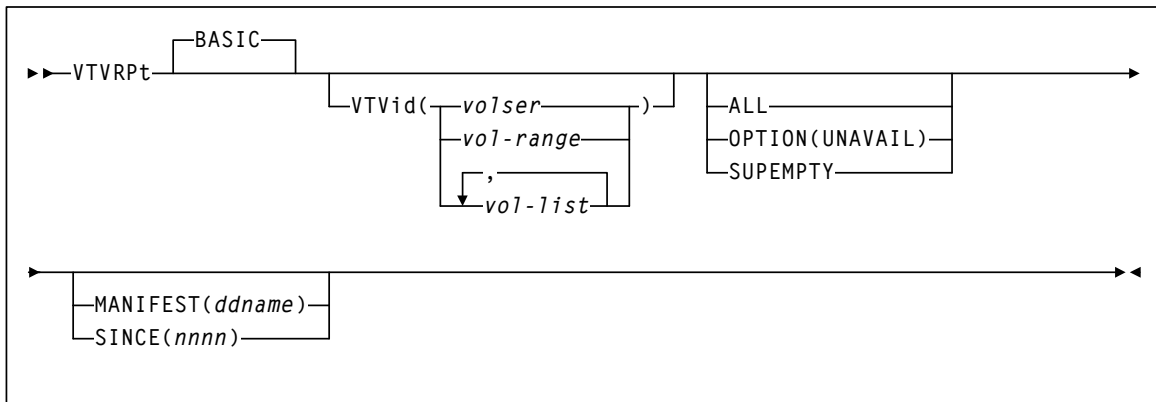 BASIC
VTVRPt
VTVid( volser )
vol-range
,
vol-list
ALL
OPTION(UNAVAIL)
SUPEMPTY
MANIFEST(ddname)
SINCE(nnnn)